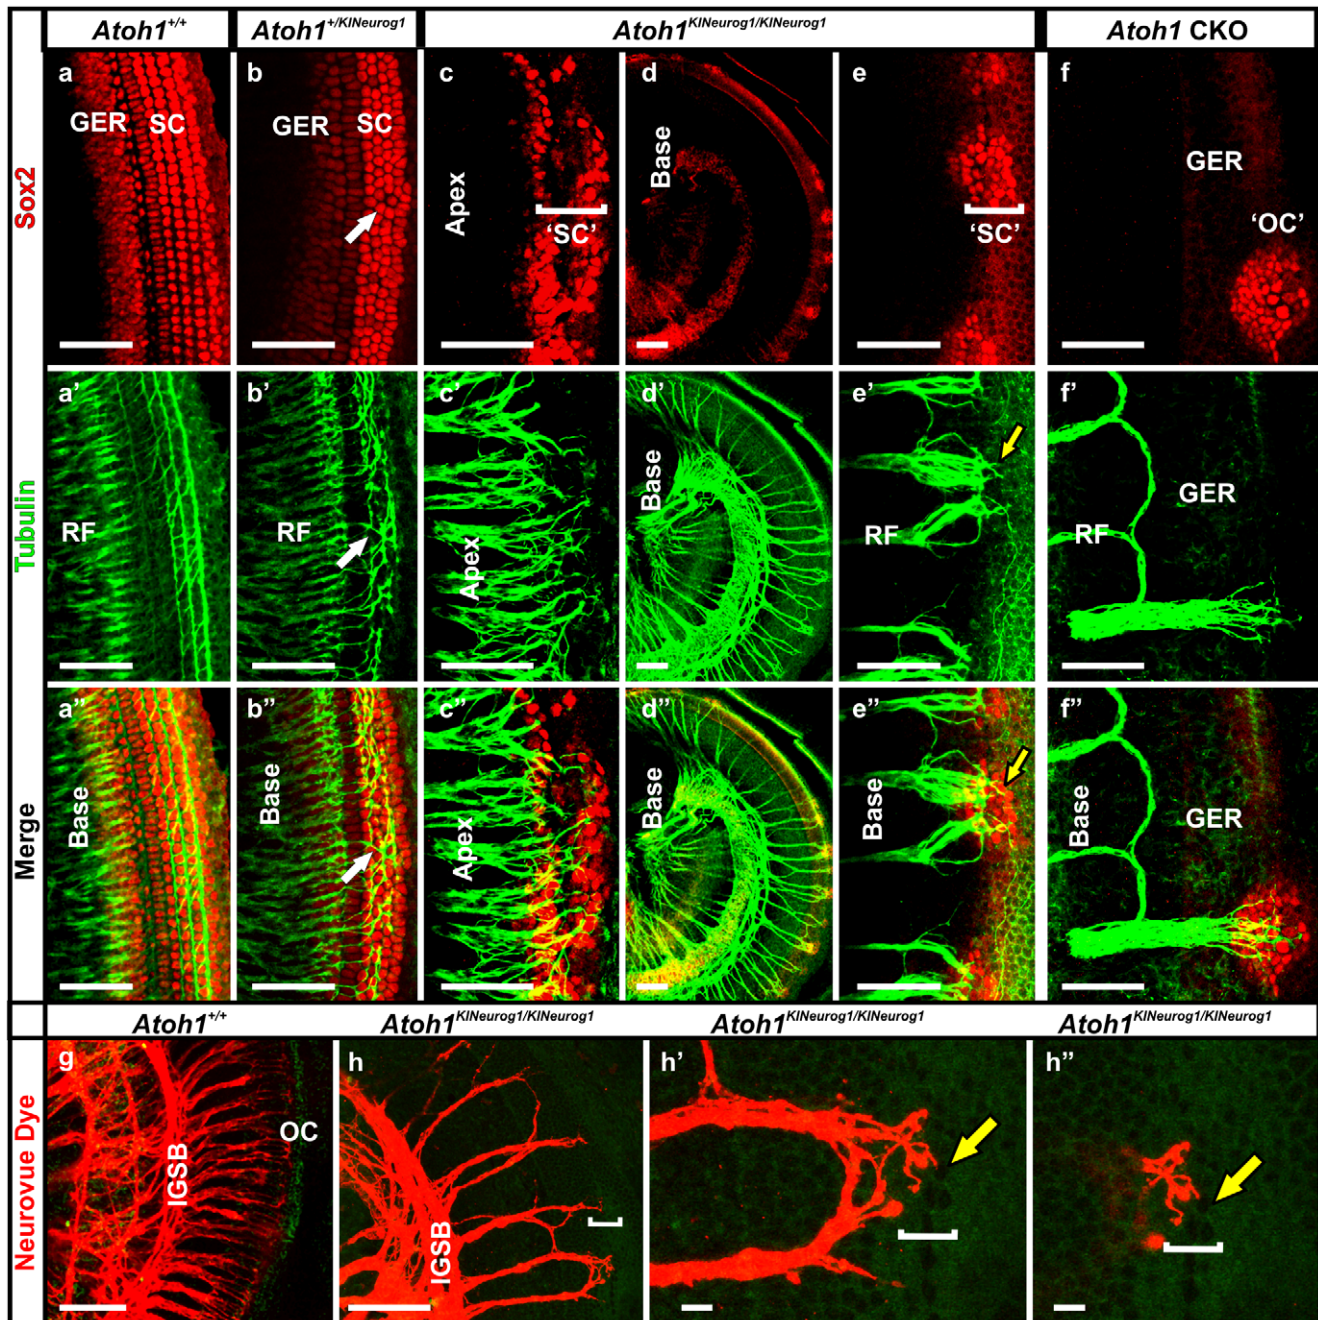 Atoh1+/+ Atoh1+/KINeurog1 Atoh1KINeurog1/KINeurog1 Atoh1 CKO
Sox2
a GER SC
b GER SC
c Apex ‘SC’
d Base
e ‘SC’
f GER ‘OC’
Tubulin
a’ RF
b’ RF
c’ Apex
d’ Base
e’ RF
f’ RF GER
Merge
a’’ Base
b’’ Base
c’’ Apex
d’’ Base
e’’ Base
f’’ Base GER
Atoh1+/+ Atoh1KINeurog1/KINeurog1 Atoh1KINeurog1/KINeurog1 Atoh1KINeurog1/KINeurog1
Neurovue Dye
g IGSB OC
h IGSB
h’
h’’